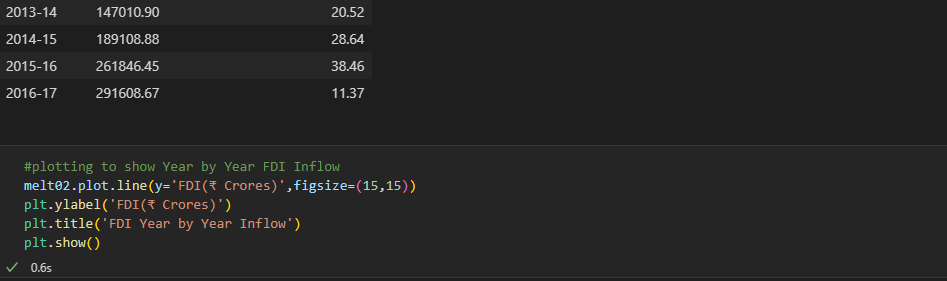 2013-14 147010.90 20.52
2014-15 189108.88 28.64
2015-16 261846.45 38.46
2016-17 291608.67 11.37
#plotting to show Year by Year FDI Inflow
melt02.plot.line(y='FDI(₹ Crores)',figsize=(15,15))
plt.ylabel('FDI(₹ Crores)')
plt.title('FDI Year by Year Inflow')
plt.show()
0.6s